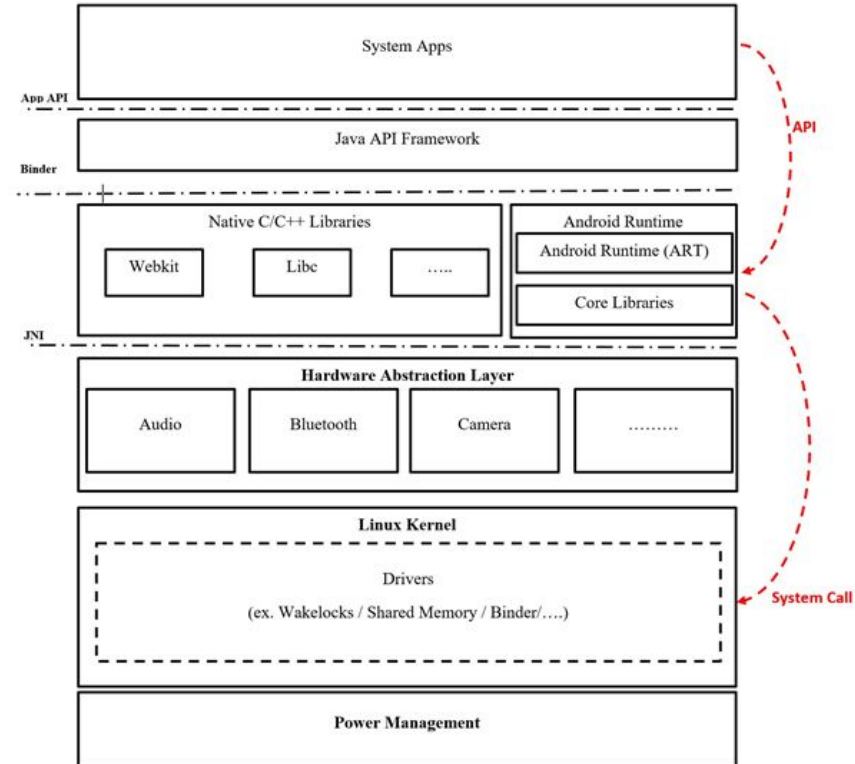 System Apps
App API
API
Java API Framework
Binder
Native C/C++ Libraries
Android Runtime
Webkit
Libc
…..
Android Runtime (ART)
Core Libraries
JNI
Hardware Abstraction Layer
Audio
Bluetooth
Camera
………
Linux Kernel
Drivers
(ex. Wakelocks / Shared Memory / Binder/….)
System Call
Power Management